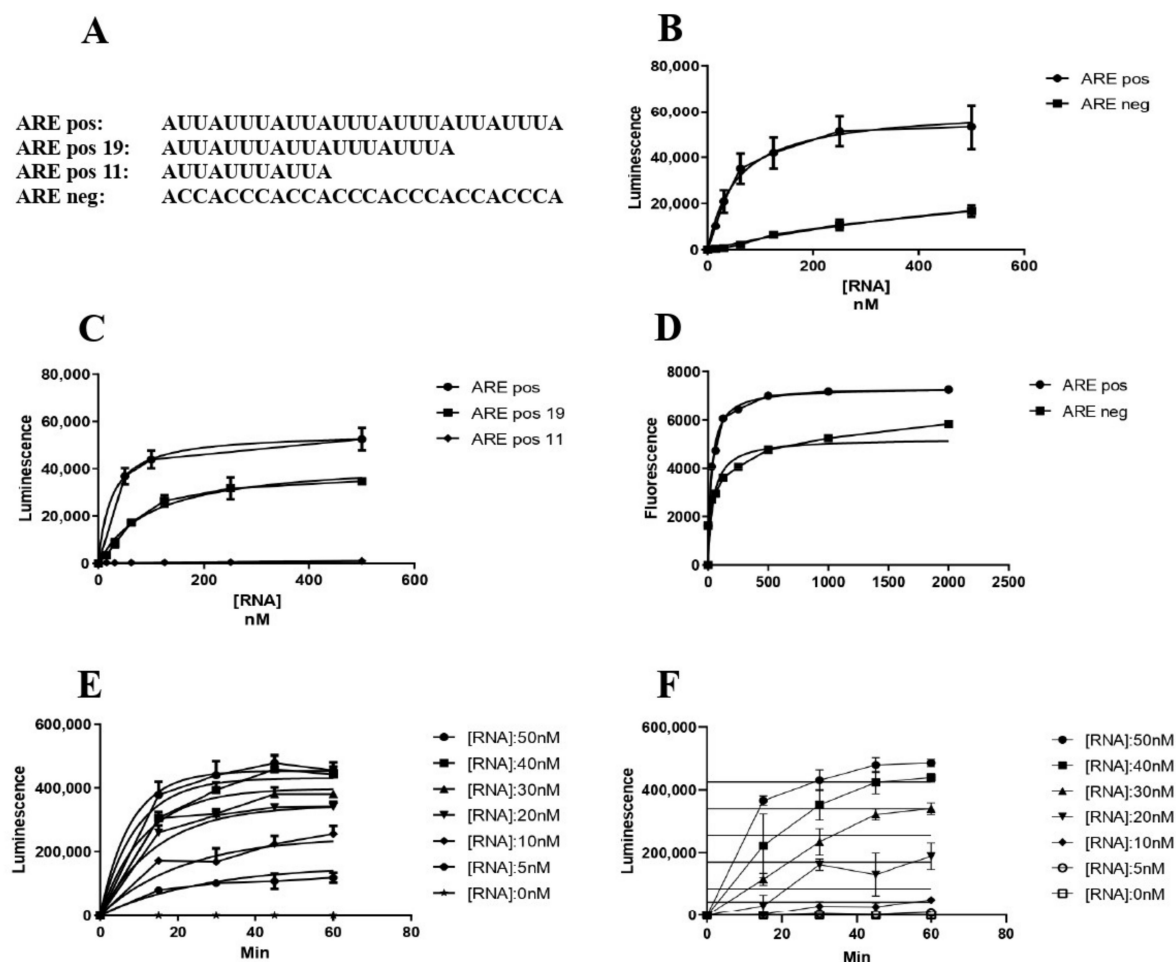 A
ARE pos: AUUAUUUAUUAUUUAUUUAUUAUUUA
ARE pos 19: AUUAUUUAUUAUUUAUUUA
ARE pos 11: AUUAUUUAUUA
ARE neg: ACCACCCACCACCCACCCACCACCCA
B
80,000
60,000
40,000
20,000
0
Luminescence
0 200 400 600
[RNA]
nM
ARE pos
ARE neg
C
80,000
60,000
40,000
20,000
0
Luminescence
0 200 400 600
[RNA]
nM
ARE pos
ARE pos 19
ARE pos 11
D
8000
6000
4000
2000
0
Fluorescence
0 500 1000 1500 2000 2500
ARE pos
ARE neg
E
600,000
400,000
200,000
0
Luminescence
0 20 40 60 80
Min
[RNA]:50nM
[RNA]:40nM
[RNA]:30nM
[RNA]:20nM
[RNA]:10nM
[RNA]:5nM
[RNA]:0nM
F
600,000
400,000
200,000
0
Luminescence
0 20 40 60 80
Min
[RNA]:50nM
[RNA]:40nM
[RNA]:30nM
[RNA]:20nM
[RNA]:10nM
[RNA]:5nM
[RNA]:0nM